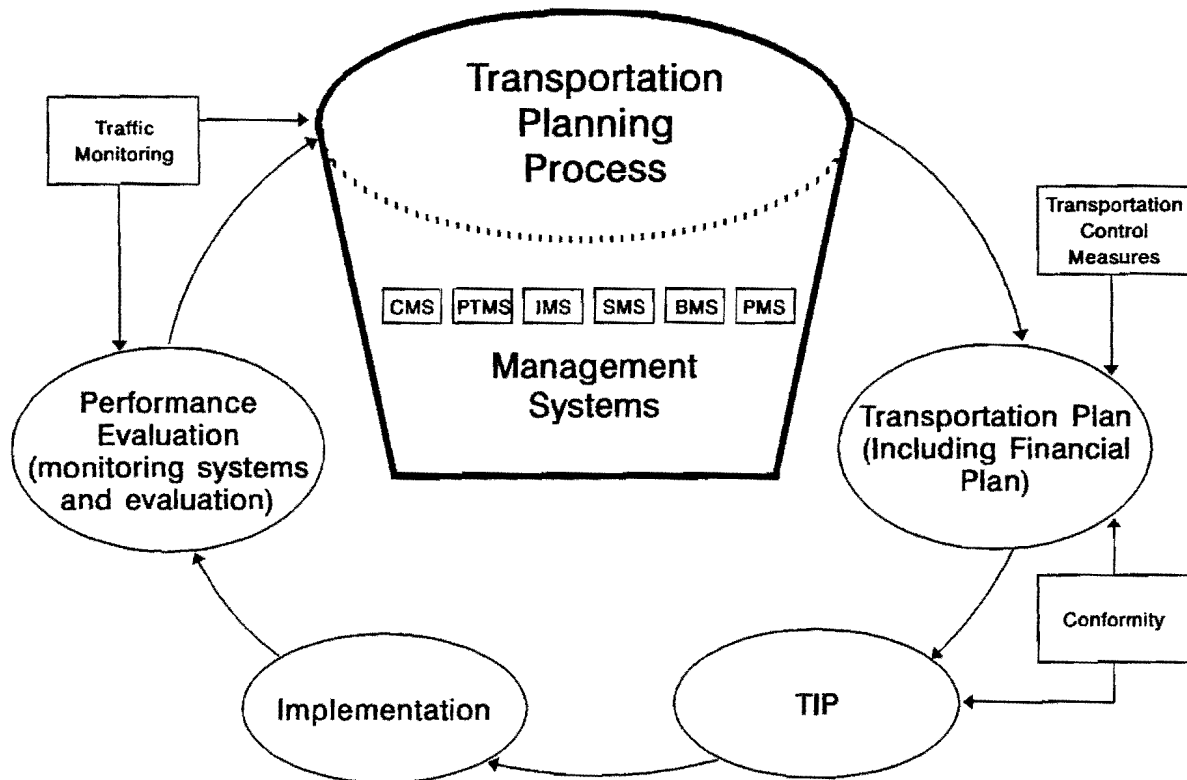 Transportation
Planning
Process
Traffic
Monitoring
Transportation
Control
Measures
CMS PTMS IMS SMS BMS PMS
Management
Systems
Performance
Evaluation
(monitoring systems
and evaluation)
Transportation Plan
(Including Financial
Plan)
Conformity
Implementation
TIP